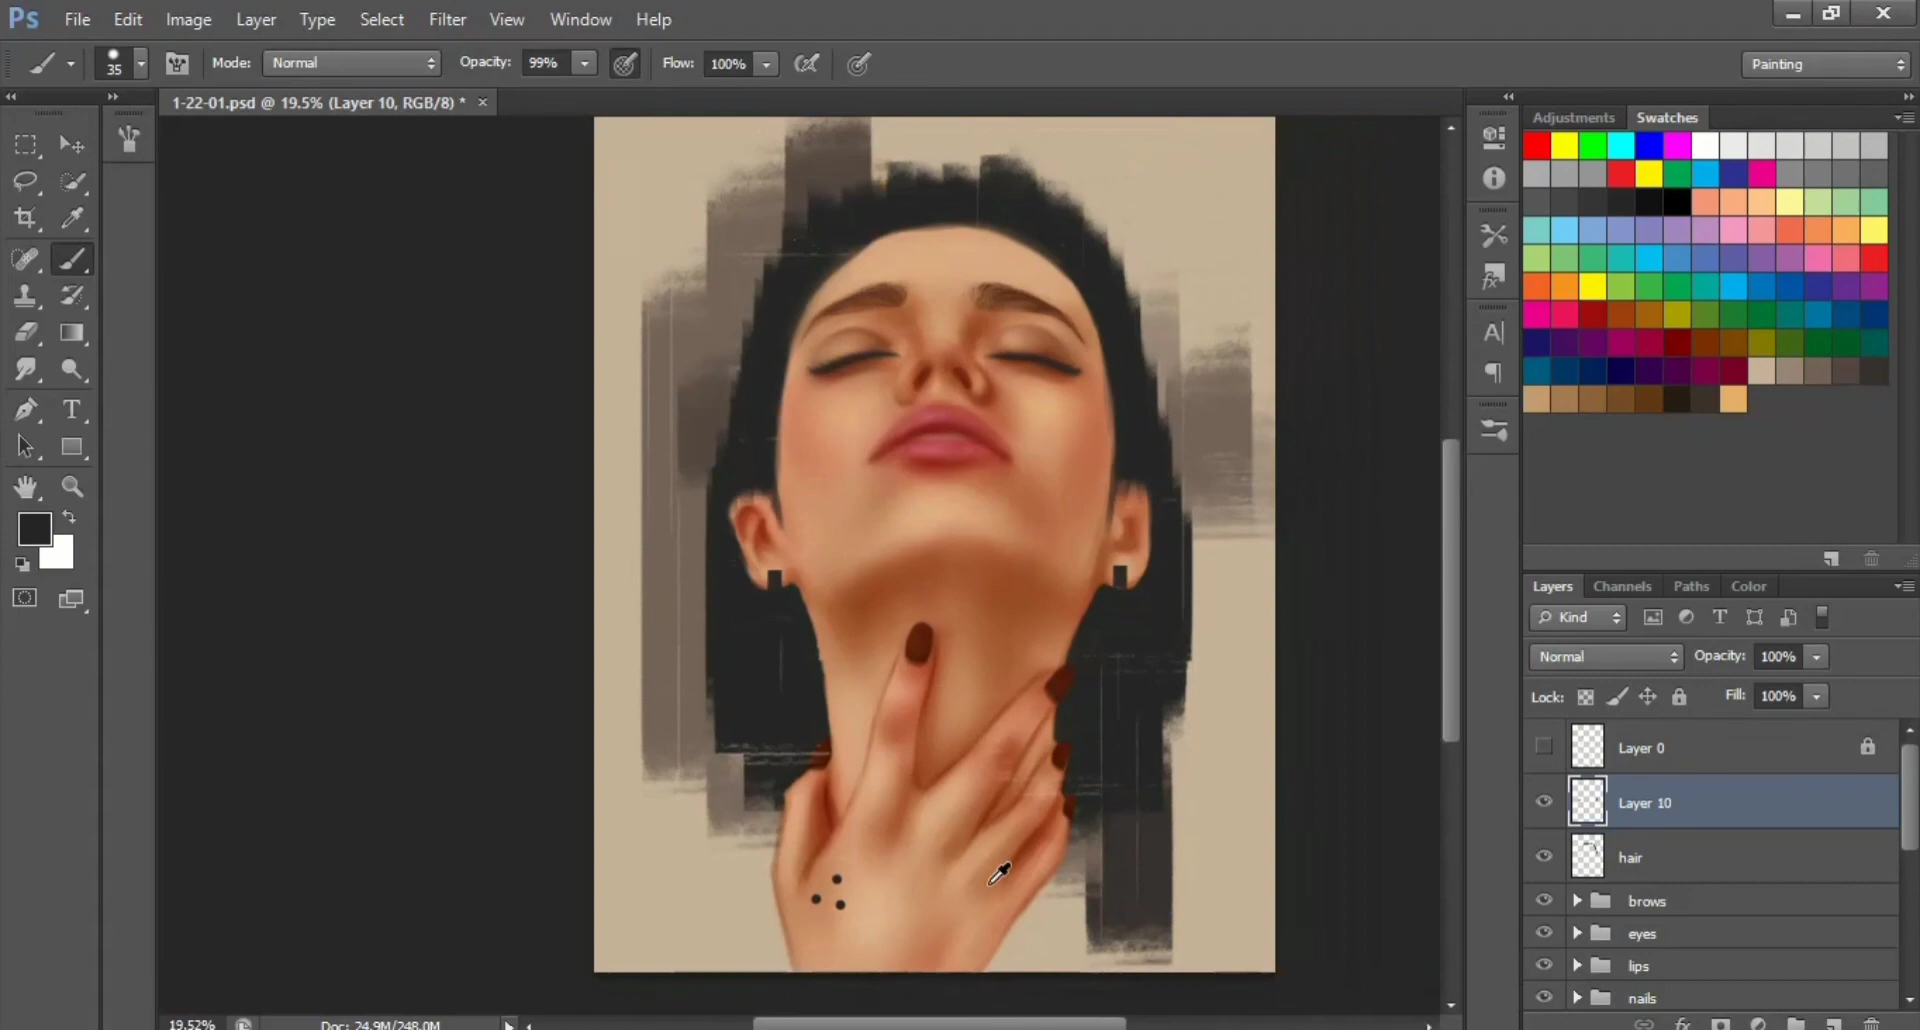 Ps File Edit Image Layer Type Select Filter View Window Help
35 Mode: Normal Opacity: 99% Flow: 100% Painting
1-22-01.psd @ 19.5% (Layer 10, RGB/8) *
Adjustments Swatches
Layers Channels Paths Color
Kind
Normal Opacity: 100%
Lock: Fill: 100%
Layer 0
Layer 10
hair
brows
eyes
lips
nails
19.52% Doc: 24.9M/248.0M